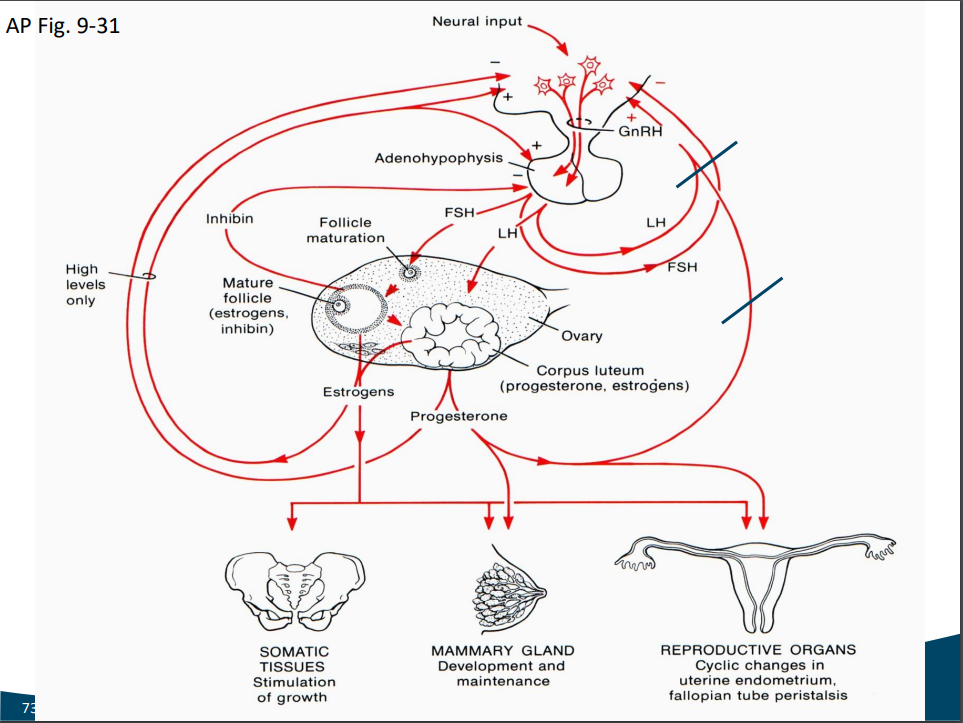 AP Fig. 9-31
Neural input
−
+
−
+
GnRH
+
Adenohypophysis
−
Inhibin
FSH
Follicle
maturation
LH
LH
FSH
High
levels
only
Mature
follicle
(estrogens,
inhibin)
Ovary
Corpus luteum
(progesterone, estrogens)
Estrogens
Progesterone
SOMATIC
TISSUES
Stimulation
of growth
MAMMARY GLAND
Development and
maintenance
REPRODUCTIVE ORGANS
Cyclic changes in
uterine endometrium,
fallopian tube peristalsis
73